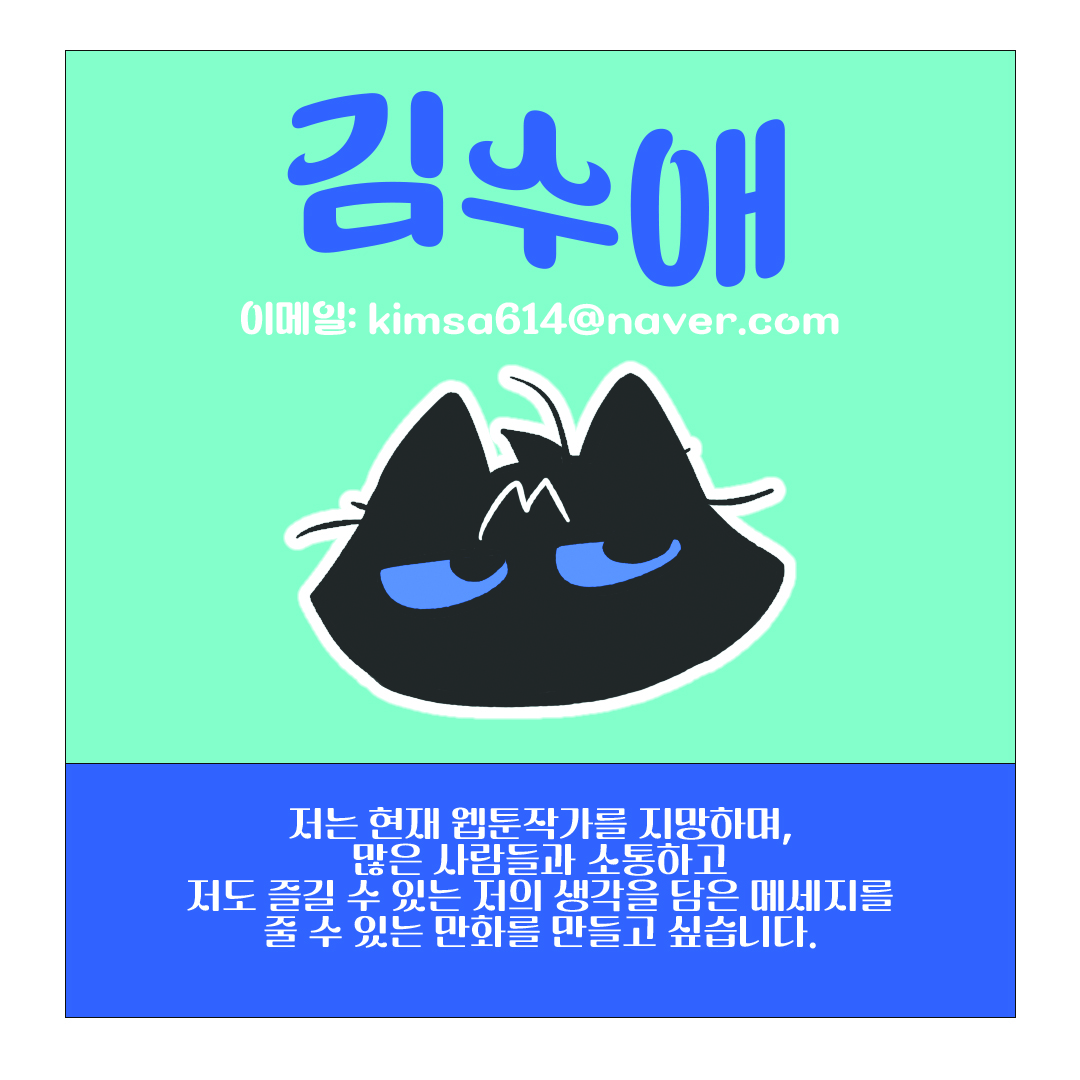 김수애
이메일: kimsa614@naver.com
저는 현재 웹툰작가를 지망하며,
많은 사람들과 소통하고
저도 즐길 수 있는 저의 생각을 담은 메세지를
줄 수 있는 만화를 만들고 싶습니다.